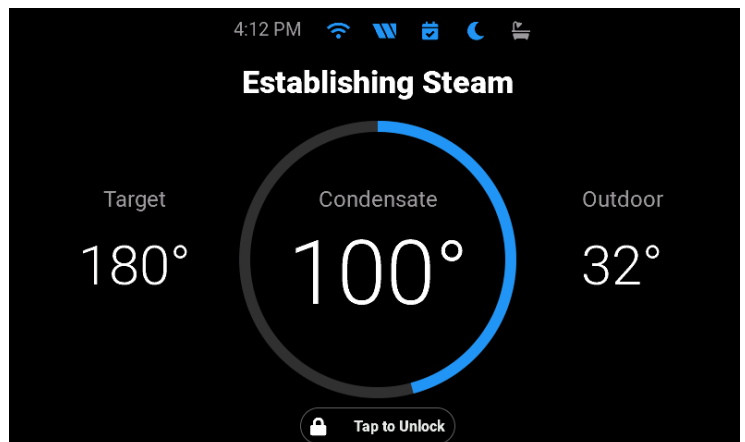 4:12 PM
Establishing Steam
Target
Condensate
Outdoor
180°
100°
32°
Tap to Unlock